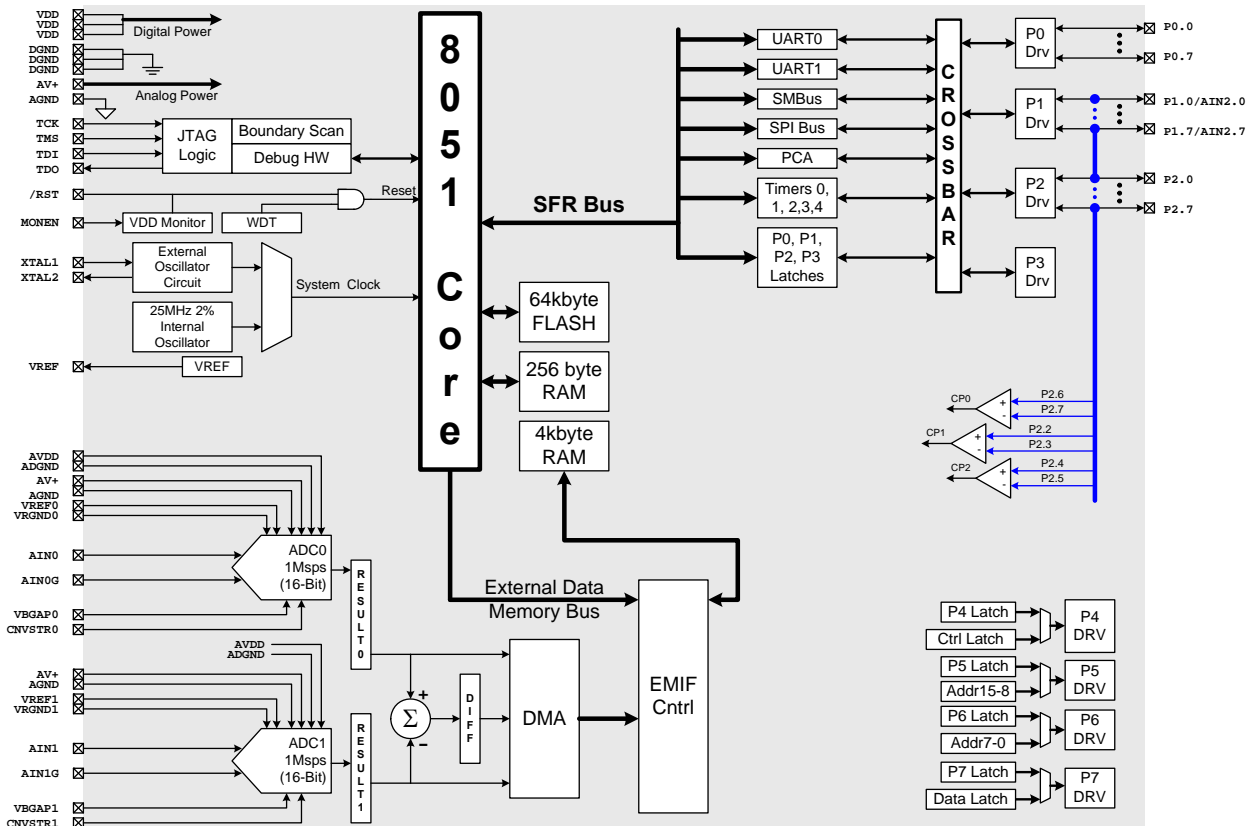 VDD
VDD
VDD
Digital Power
DGND
DGND
DGND
AV+
Analog Power
AGND
TCK
TMS
TDI
TDO
JTAG
Logic
Boundary Scan
Debug HW
/RST
MONEN
VDD Monitor
WDT
Reset
XTAL1
XTAL2
External
Oscillator
Circuit
25MHz 2%
Internal
Oscillator
System Clock
VREF
VREF
8051 Core
SFR Bus
64kbyte
FLASH
256 byte
RAM
4kbyte
RAM
UART0
UART1
SMBus
SPI Bus
PCA
Timers 0,
1, 2,3,4
P0, P1,
P2, P3
Latches
CROSSBAR
P0
Drv
P1
Drv
P2
Drv
P3
Drv
P0.0
P0.7
P1.0/AIN2.0
P1.7/AIN2.7
P2.0
P2.7
CP0
+
-
P2.6
P2.7
CP1
+
-
P2.2
P2.3
CP2
+
-
P2.4
P2.5
AVDD
ADGND
AV+
AGND
VREF0
VRGND0
AIN0
AIN0G
VBGAP0
CNVSTR0
ADC0
1Msps
(16-Bit)
RESULT0
AVDD
ADGND
AV+
AGND
VREF1
VRGND1
AIN1
AIN1G
VBGAP1
CNVSTR1
ADC1
1Msps
(16-Bit)
RESULT1
+
Σ
−
DIFF
DMA
External Data
Memory Bus
EMIF
Cntrl
P4 Latch
Ctrl Latch
P4
DRV
P5 Latch
Addr15-8
P5
DRV
P6 Latch
Addr7-0
P6
DRV
P7 Latch
Data Latch
P7
DRV